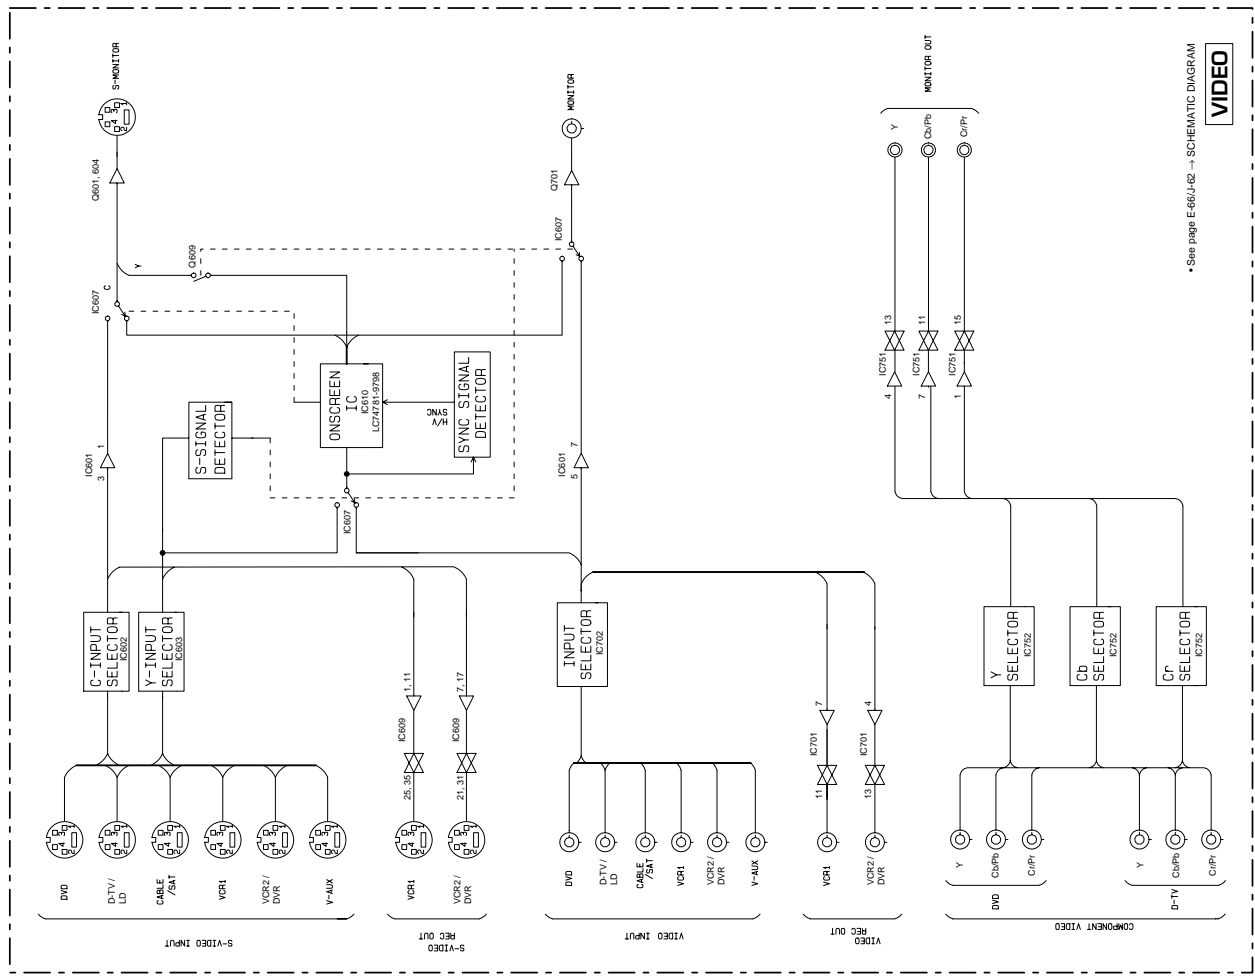 VIDEO
• See page E-66/J-62 → SCHEMATIC DIAGRAM
S-MONITOR
4 3
2 1
Q601, 604
IC607
C
Y
Q609
IC601
3 1
S-SIGNAL
DETECTOR
ONSCREEN
IC
IC610
LC74781-9798
H/V
SYNC
SYNC SIGNAL
DETECTOR
IC607
C-INPUT
SELECTOR
IC602
Y-INPUT
SELECTOR
IC603
1, 11
IC609
25, 35
7, 17
IC609
21, 31
DVD
D-TV/
LD
CABLE
/SAT
VCR1
VCR2/
DVR
V-AUX
S-VIDEO INPUT
VCR1
VCR2/
DVR
S-VIDEO
REC OUT
MONITOR
Q701
IC607
IC601
5 7
INPUT
SELECTOR
IC702
7
IC701
11
4
IC701
13
DVD
D-TV/
LD
CABLE
/SAT
VCR1
VCR2/
DVR
V-AUX
VIDEO INPUT
VCR1
VCR2/
DVR
VIDEO
REC OUT
MONITOR OUT
Y
Cb/Pb
Cr/Pr
13
IC751
4
11
IC751
7
15
IC751
1
Y
SELECTOR
IC752
Cb
SELECTOR
IC752
Cr
SELECTOR
IC752
Y
Cb/Pb
Cr/Pr
DVD
Y
Cb/Pb
Cr/Pr
D-TV
COMPONENT VIDEO